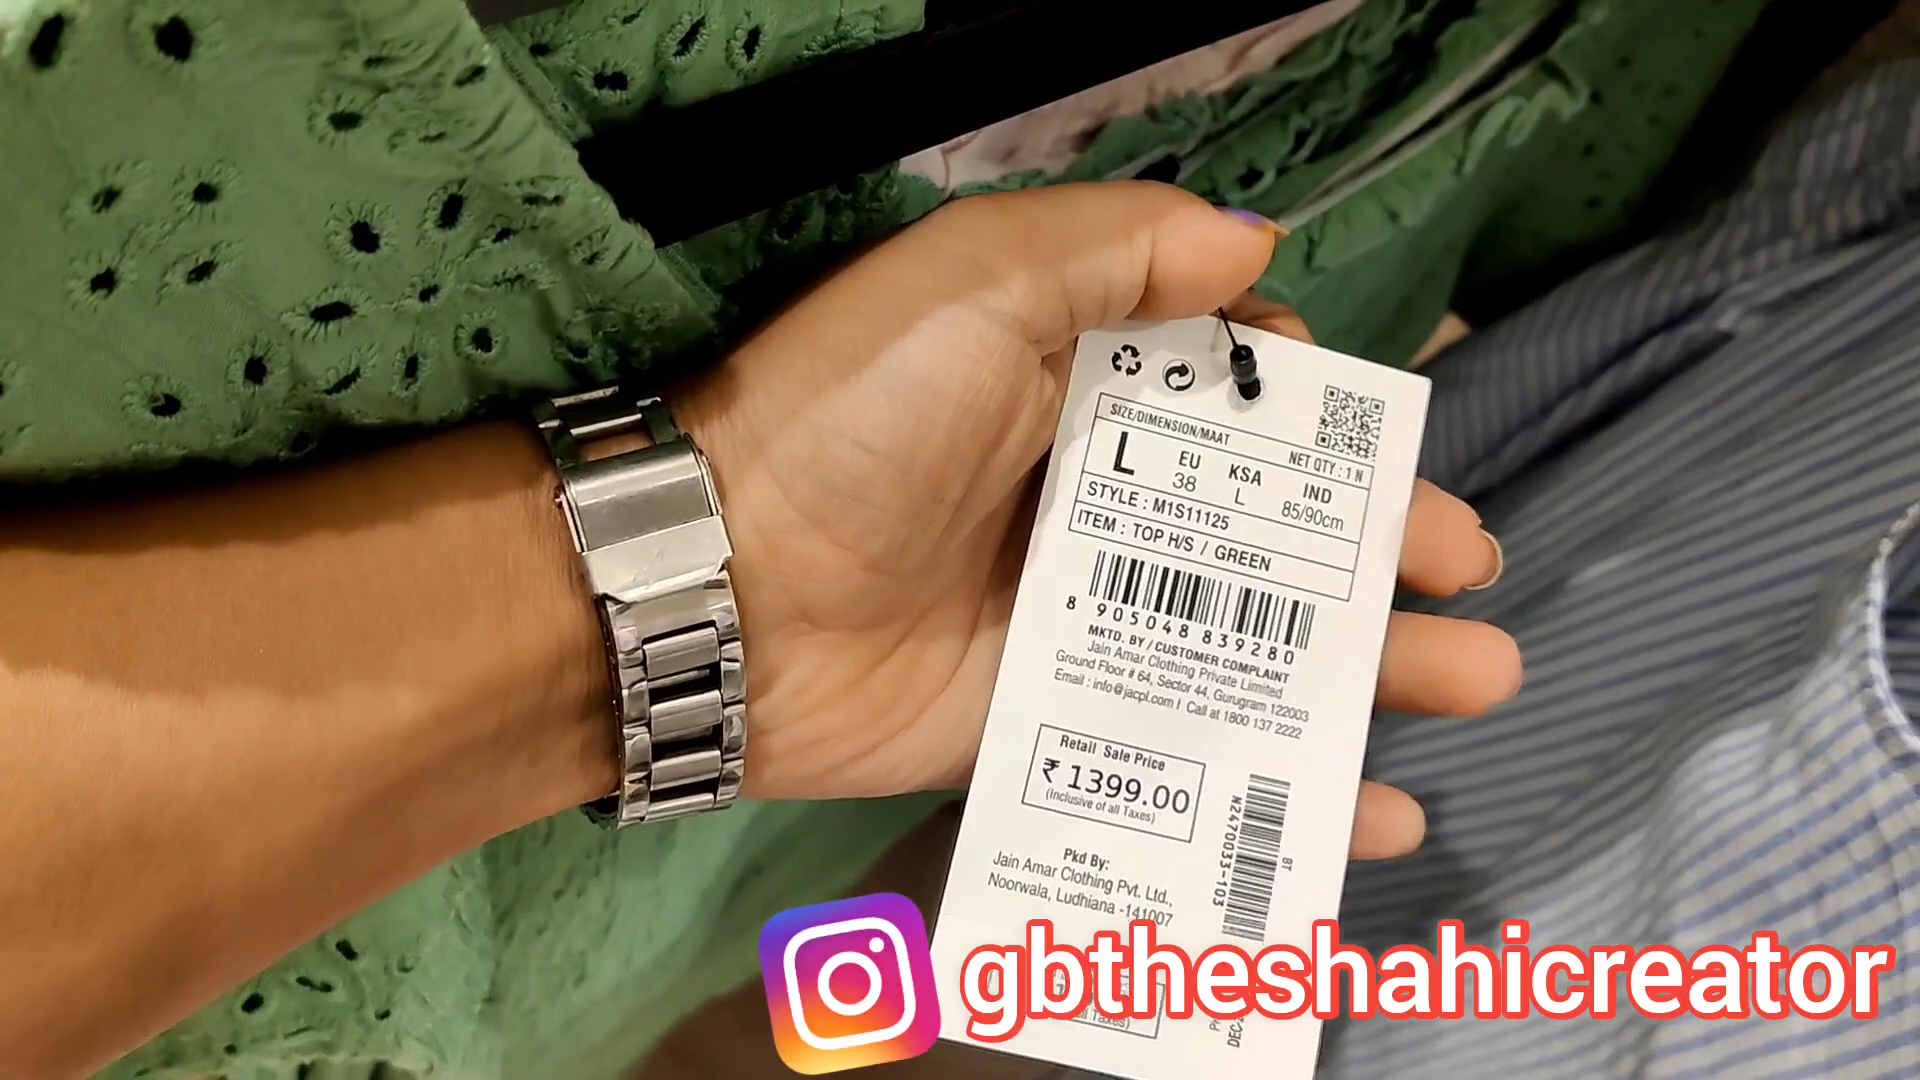 SIZE/DIMENSION/MAAT
NET QTY : 1 N
L
EU
38
KSA
L
IND
85/90cm
STYLE : M1S11125
ITEM : TOP H/S / GREEN
8 905048 839280
MKTD. BY / CUSTOMER COMPLAINT
Jain Amar Clothing Private Limited
Ground Floor # 64, Sector 44, Gurugram 122003
Email : info@jacpl.com I Call at 1800 137 2222
Retail Sale Price
₹ 1399.00
(Inclusive of all Taxes)
N2470033-103
BT
Pkd By:
Jain Amar Clothing Pvt. Ltd.,
Noorwala, Ludhiana -141007
gbtheshahicreator